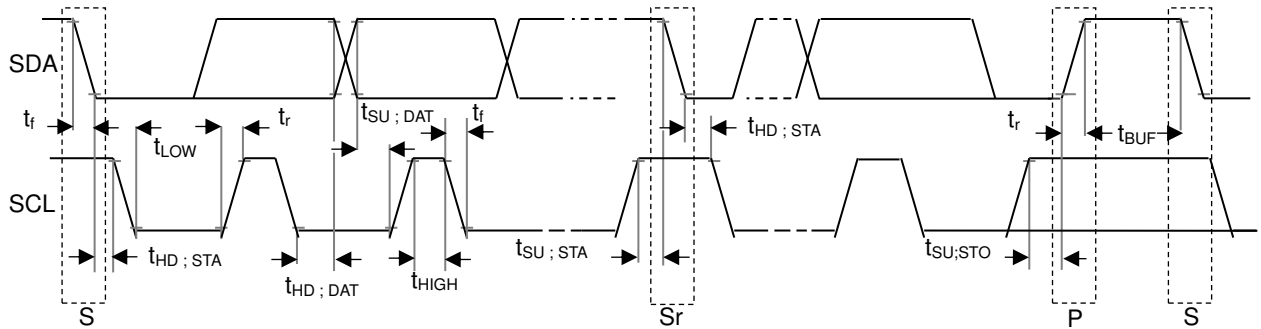 SDA
t_f
t_LOW
t_r
t_SU ; DAT
t_f
t_HD ; STA
t_r
t_BUF
SCL
t_HD ; STA
t_HD ; DAT
t_HIGH
t_SU ; STA
t_SU;STO
S
Sr
P
S